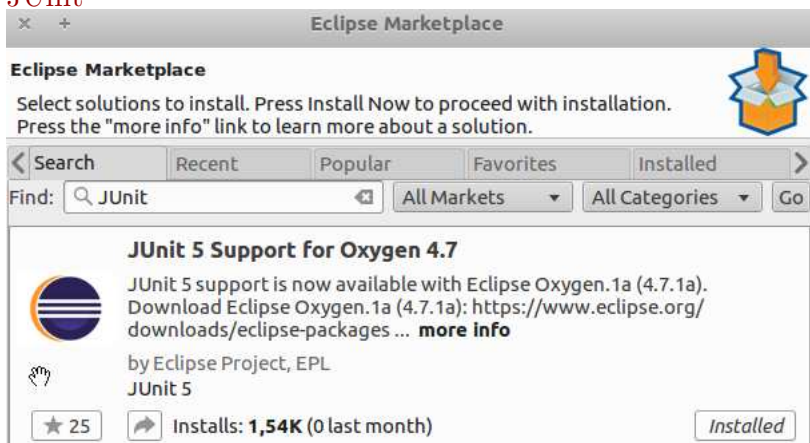 JUnit
Eclipse Marketplace
Eclipse Marketplace
Select solutions to install. Press Install Now to proceed with installation.
Press the "more info" link to learn more about a solution.
Search Recent Popular Favorites Installed
Find: JUnit All Markets All Categories Go
JUnit 5 Support for Oxygen 4.7
JUnit 5 support is now available with Eclipse Oxygen.1a (4.7.1a).
Download Eclipse Oxygen.1a (4.7.1a): https://www.eclipse.org/
downloads/eclipse-packages ... more info
by Eclipse Project, EPL
JUnit 5
25 Installs: 1,54K (0 last month) Installed